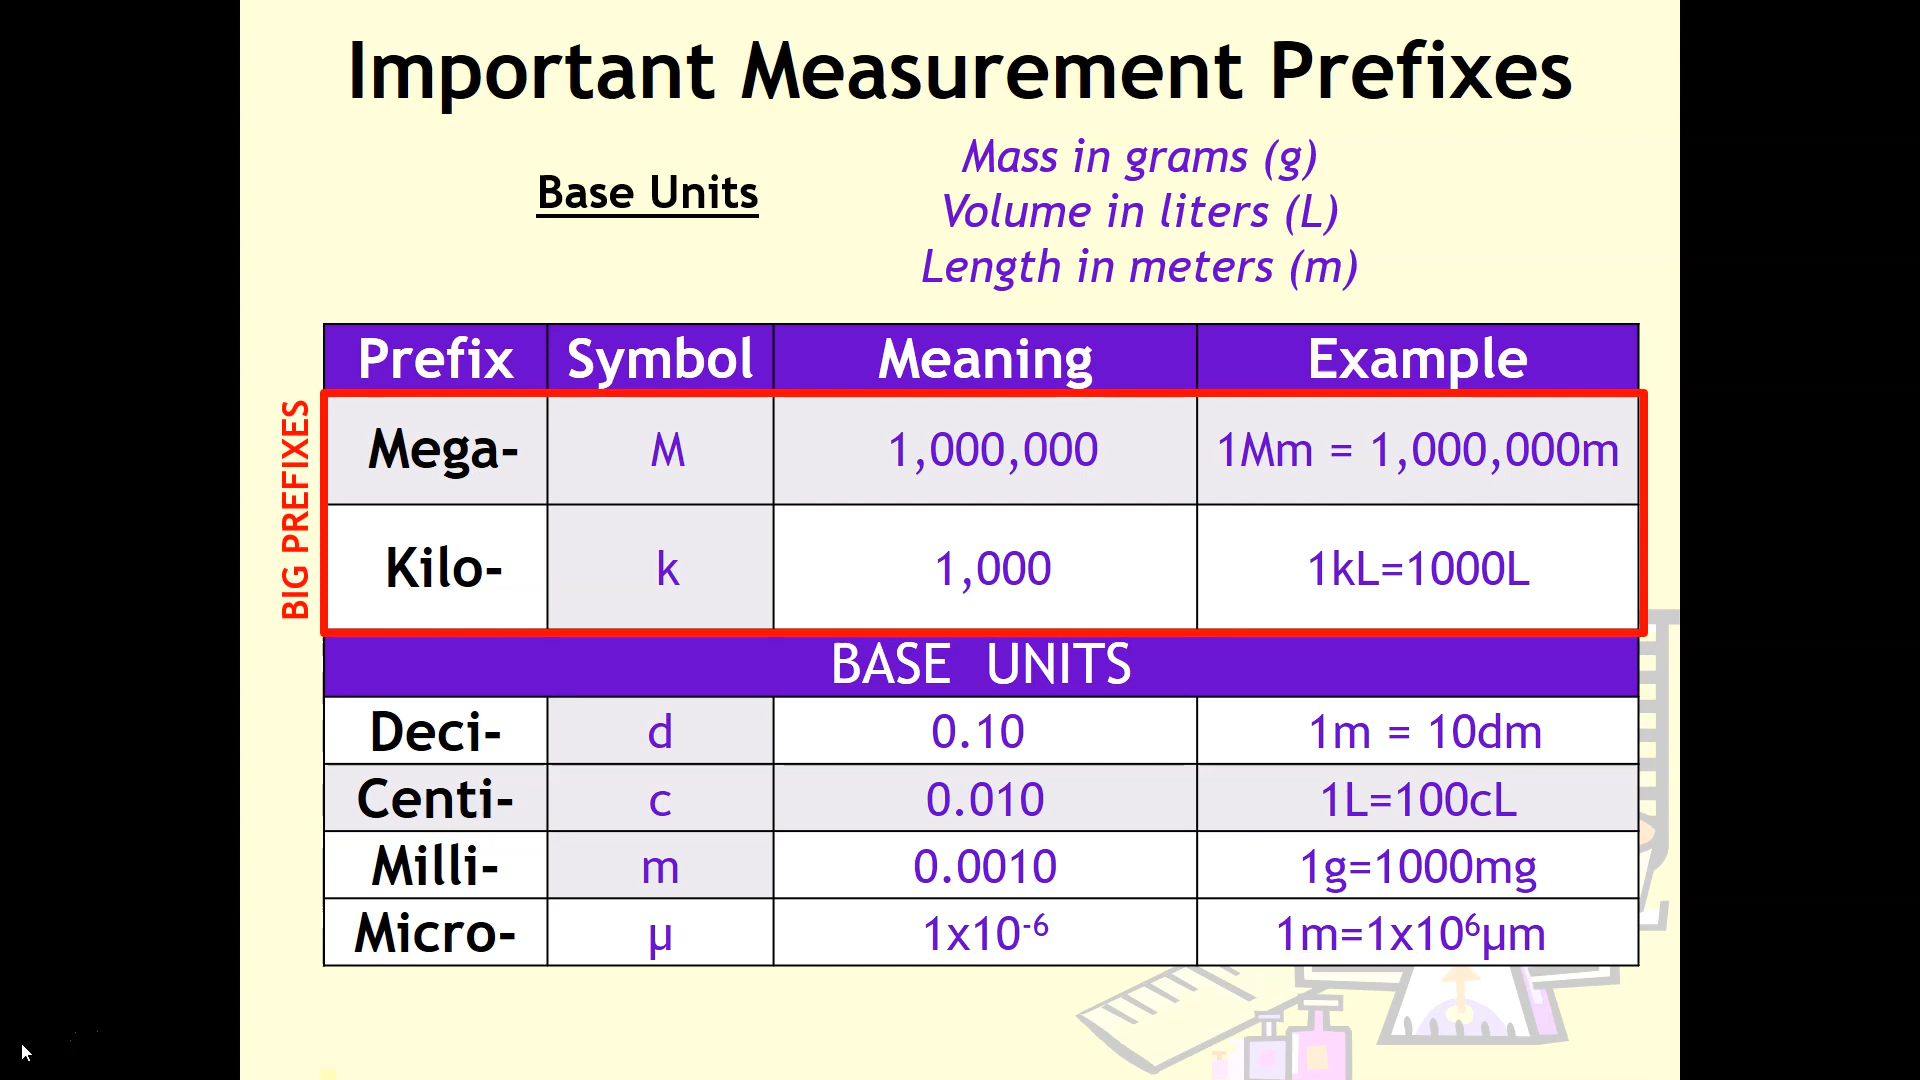 Important Measurement Prefixes
Base Units
Mass in grams (g)
Volume in liters (L)
Length in meters (m)
Prefix Symbol Meaning Example
BIG PREFIXES
Mega- M 1,000,000 1Mm = 1,000,000m
Kilo- k 1,000 1kL=1000L
BASE UNITS
Deci- d 0.10 1m = 10dm
Centi- c 0.010 1L=100cL
Milli- m 0.0010 1g=1000mg
Micro- µ 1x10⁻⁶ 1m=1x10⁶µm